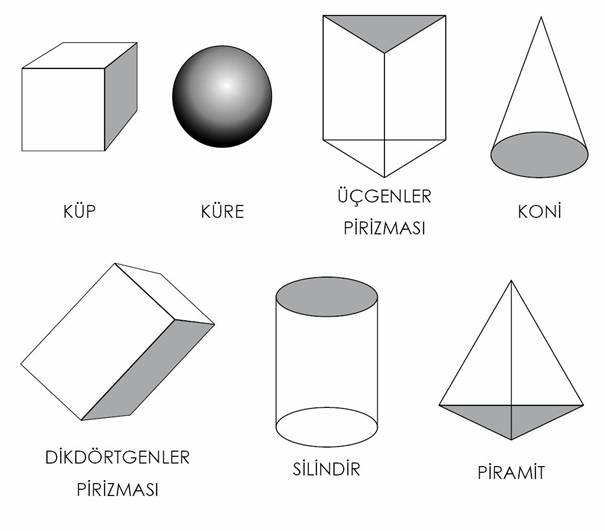 KÜP
KÜRE
ÜÇGENLER
PİRİZMASI
KONİ
DİKDÖRTGENLER
PİRİZMASI
SİLİNDİR
PİRAMİT